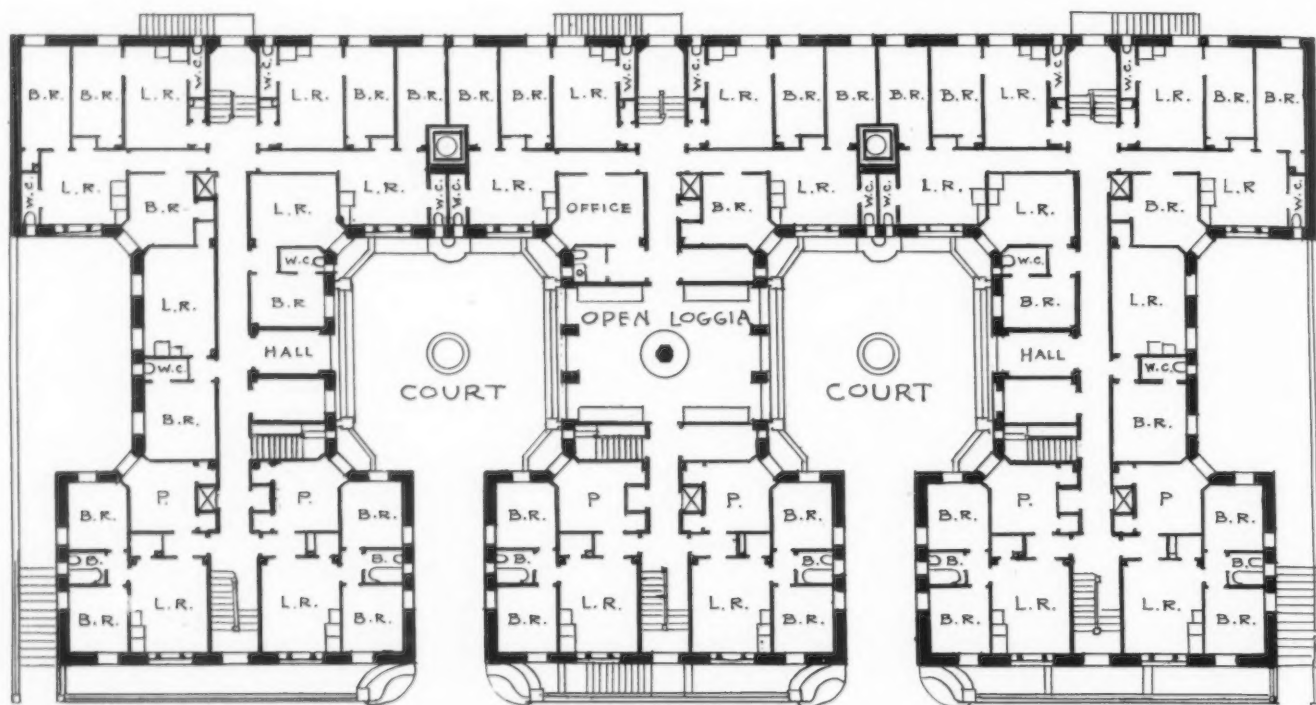 W.C. W.C. W.C. W.C. W.C. W.C.
B.R. B.R. L.R. L.R. B.R. B.R. B.R. B.R. L.R. L.R. B.R. B.R. B.R. B.R. L.R. L.R. B.R. B.R.
W.C. L.R. B.R. L.R. L.R. W.C. W.C. L.R. OFFICE B.R. L.R. W.C. W.C. L.R. L.R. B.R. L.R W.C.
W.C. W.C.
L.R. B.R OPEN LOGGIA B.R. L.R.
HALL HALL
W.C. COURT COURT W.C.
B.R. B.R.
P. P. P P. P. P
B.R. B.R. B.R. B.R. B.R. B.R.
B. B. B. B. B. B.
B.R. L.R. L.R. B.R. B.R. L.R. L.R. B.R. B.R. L.R. L.R. B.R.